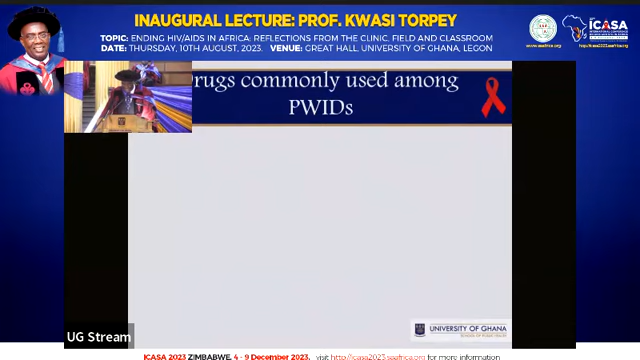 INAUGURAL LECTURE: PROF. KWASI TORPEY
TOPIC: ENDING HIV/AIDS IN AFRICA: REFLECTIONS FROM THE CLINIC, FIELD AND CLASSROOM
DATE: THURSDAY, 10TH AUGUST, 2023. VENUE: GREAT HALL, UNIVERSITY OF GHANA, LEGON
ICASA
rugs commonly used among
PWIDs
UG Stream
UNIVERSITY OF GHANA
ICASA 2023 ZIMBABWE, 4 - 9 December 2023, visit http://icasa2023.saafrica.org for more information